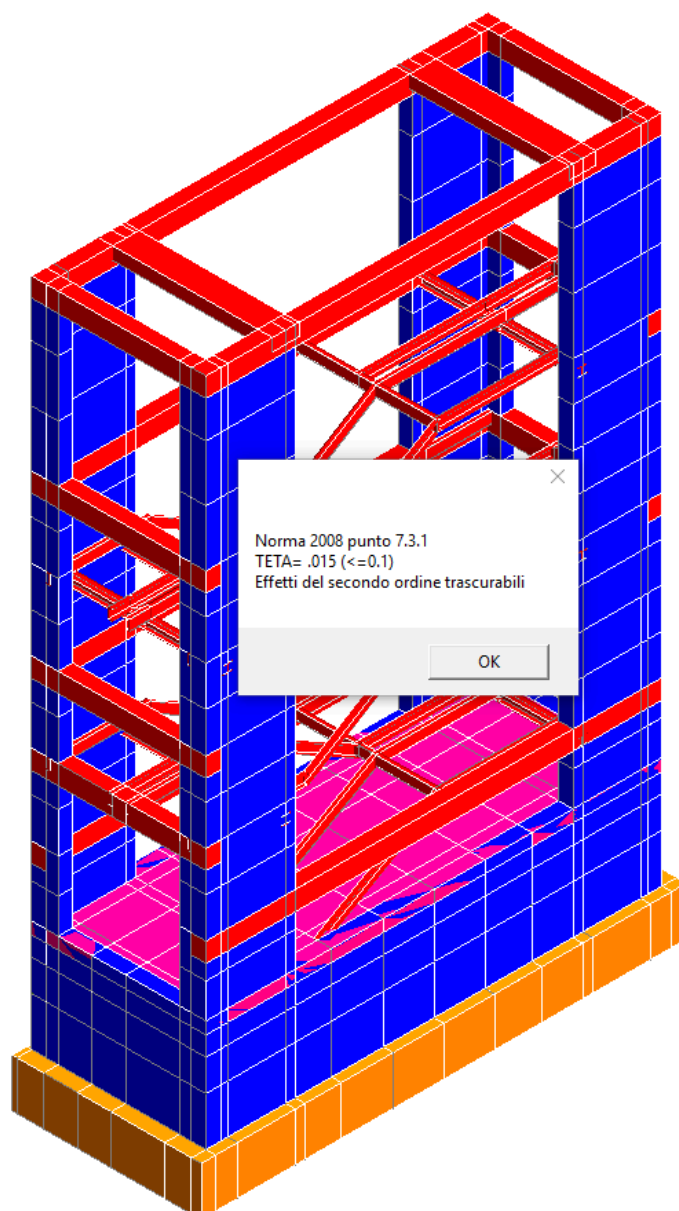 Norma 2008 punto 7.3.1
TETA= .015 (<=0.1)
Effetti del secondo ordine trascurabili
OK